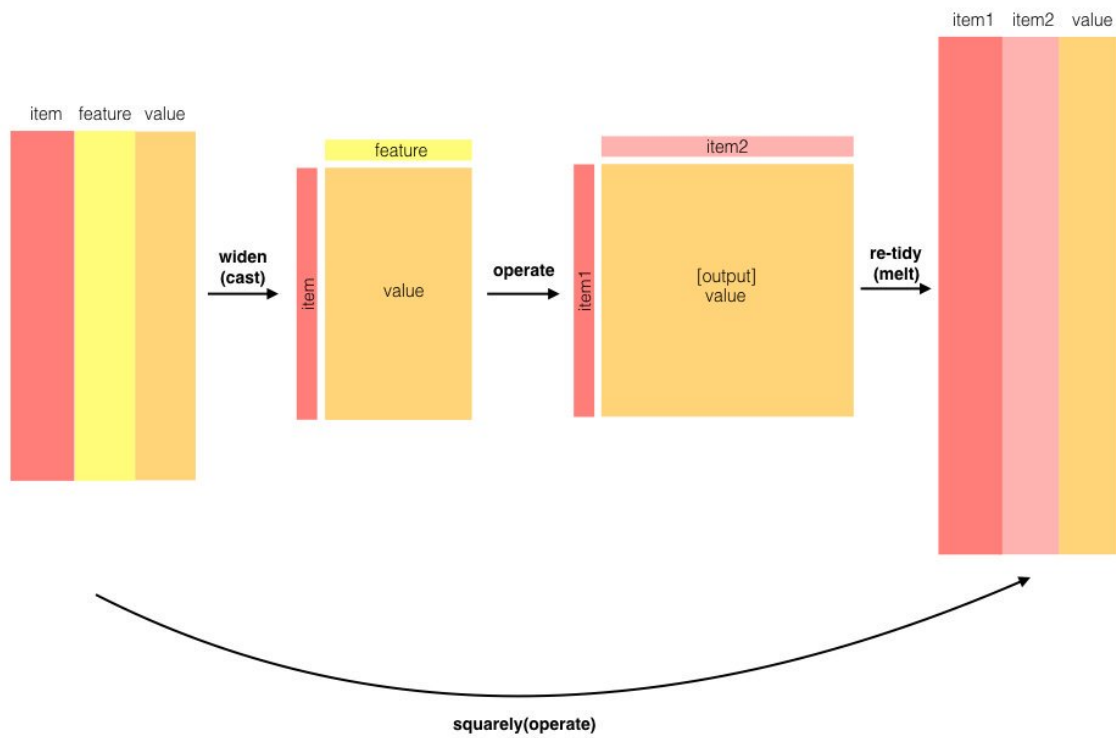 item feature value
widen
(cast)
feature
item
value
operate
item2
item1
[output]
value
re-tidy
(melt)
item1 item2 value
squarely(operate)